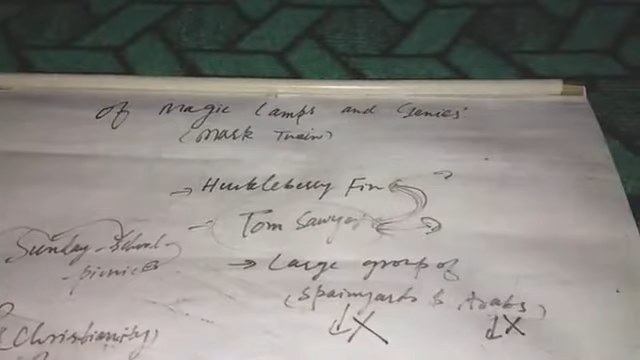 of Magic Lamps and Genies
(Mark Twain)
→ Huckleberry Fin
- Tom Sawyer
Sunday-School-
-picnic
→ Large group of
(Spainyards & Arabs)
(Christianity)